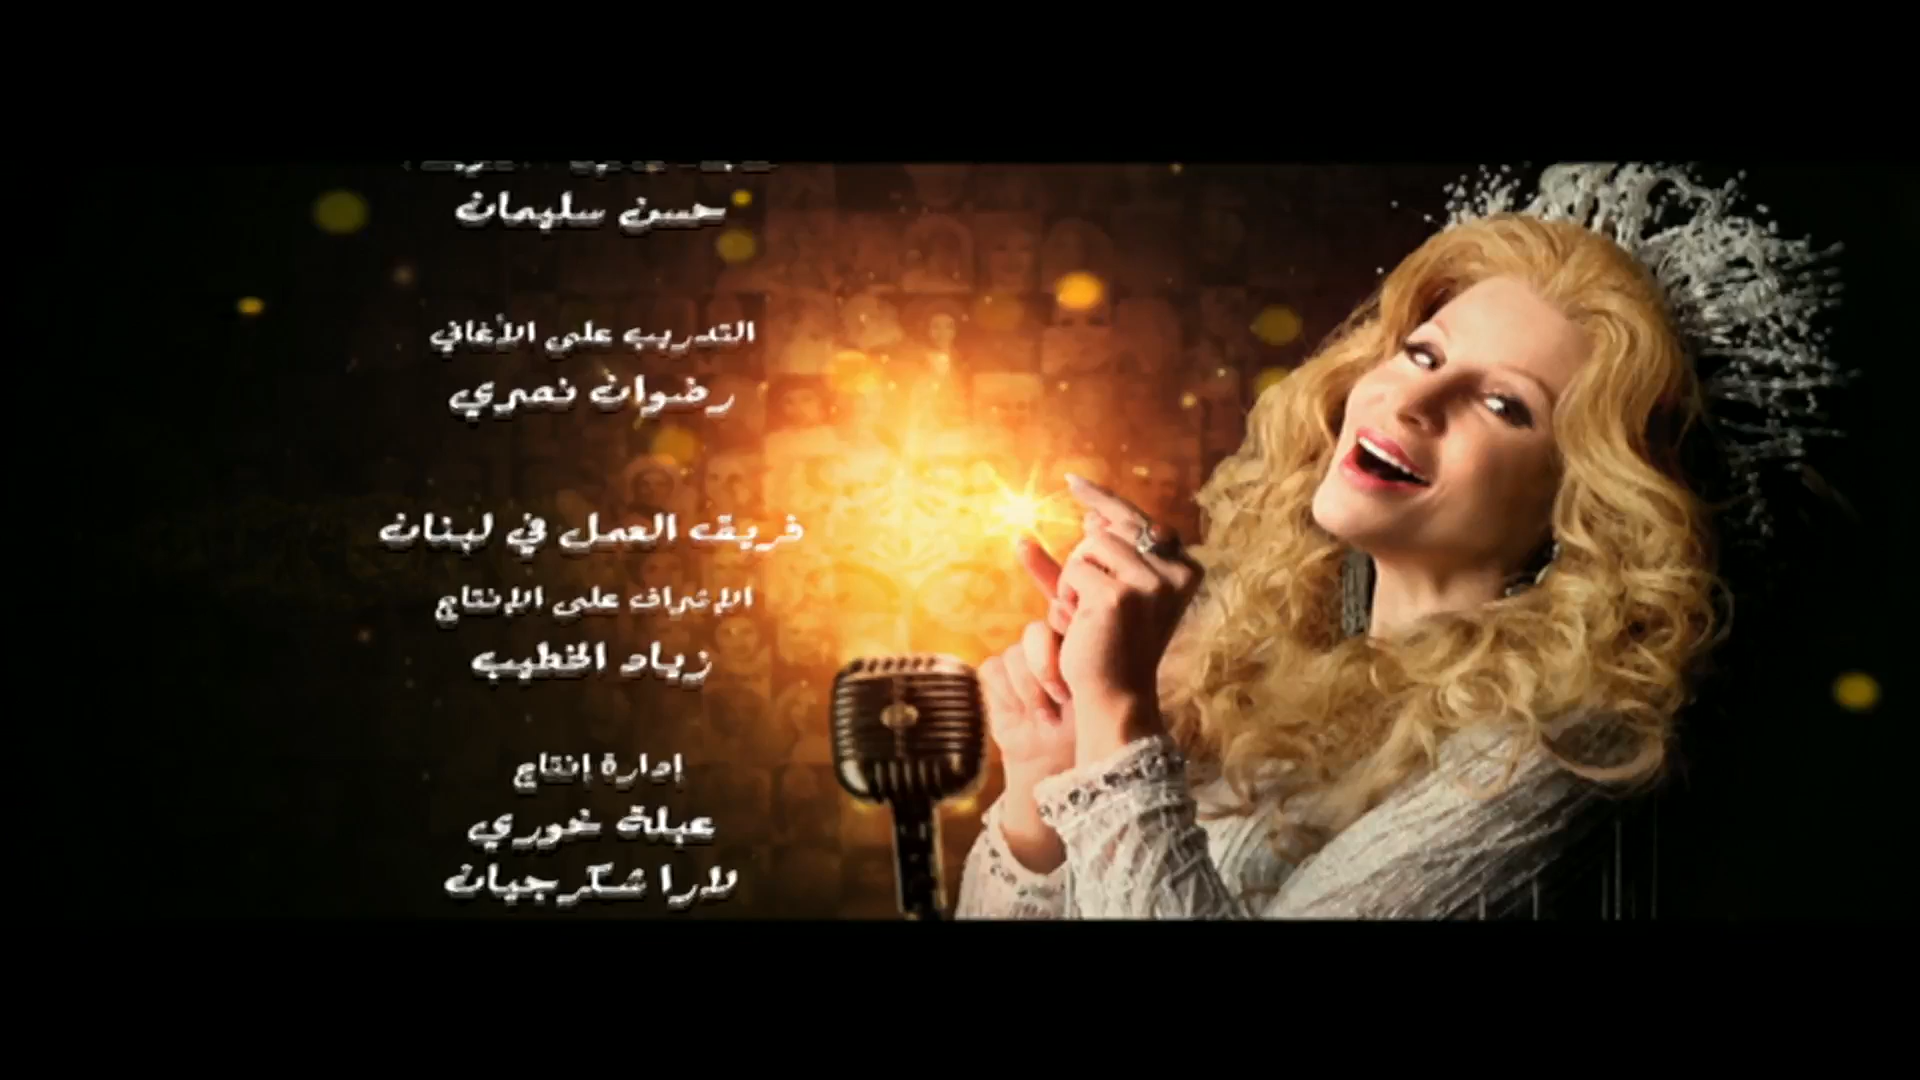 حسن سليمان
التدريب على الأغاني
رضوان نصري
فريق العمل في لبنان
الإشراف على الإنتاج
زياد الخطيب
إدارة إنتاج
عبلة خوري
لارا شكرجيان